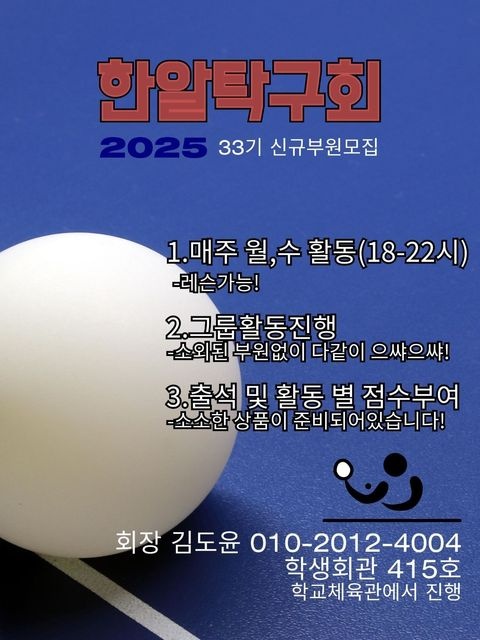 한알탁구회
2025 33기 신규부원모집
1.매주 월,수 활동(18-22시)
-레슨가능!
2.그룹활동진행
-소외된 부원없이 다같이 으쌰으쌰!
3.출석 및 활동 별 점수부여
-소소한 상품이 준비되어있습니다!
회장 김도윤 010-2012-4004
학생회관 415호
학교체육관에서 진행